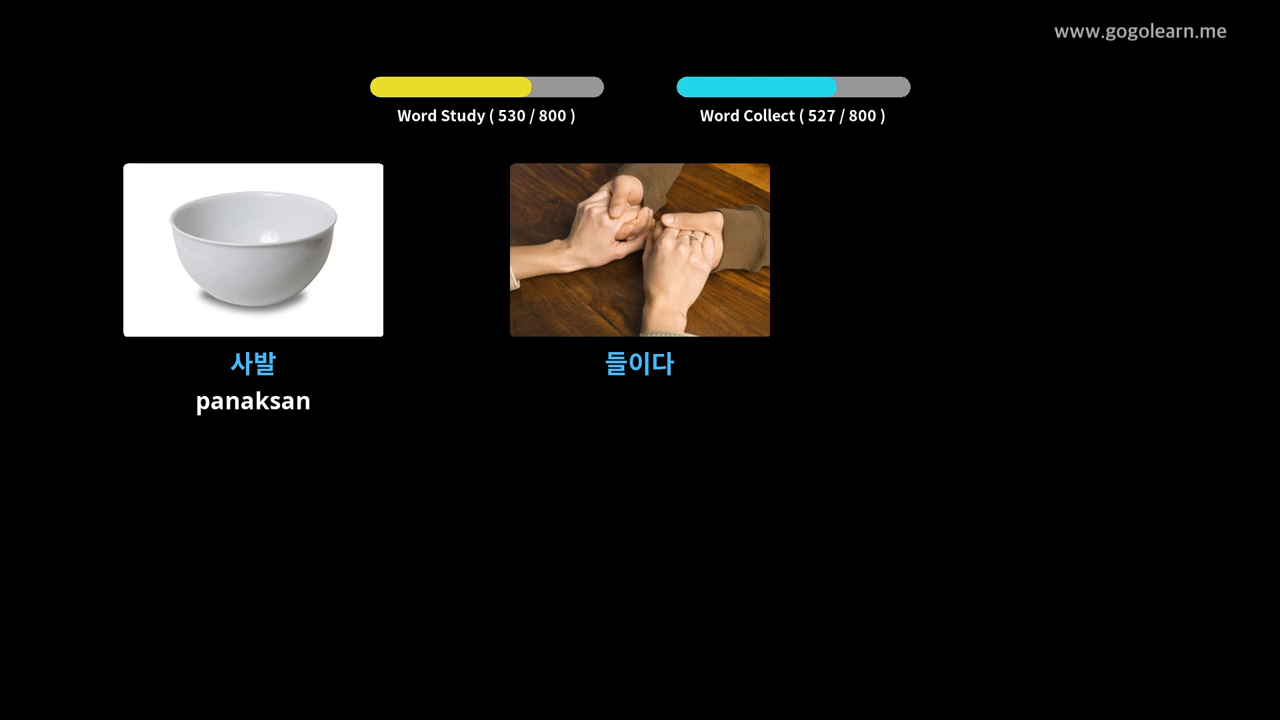 www.gogolearn.me
Word Study ( 530 / 800 )
Word Collect ( 527 / 800 )
사발
들이다
panaksan